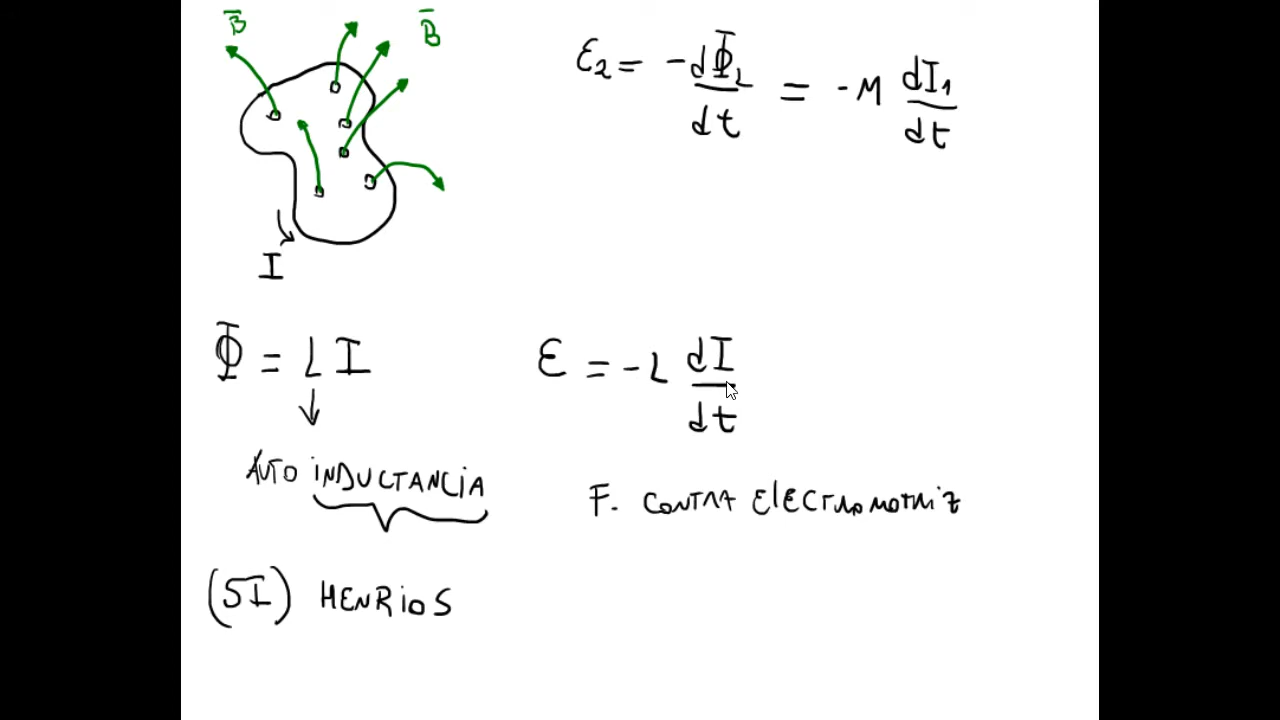 B̄ B̄
ε₂ = -dΦ₂/dt = -M dI₁/dt
I
Φ = L I
ε = -L dI/dt
AUTO INDUCTANCIA
F. CONTRA ELECTROMOTRIZ
(SI) HENRIOS